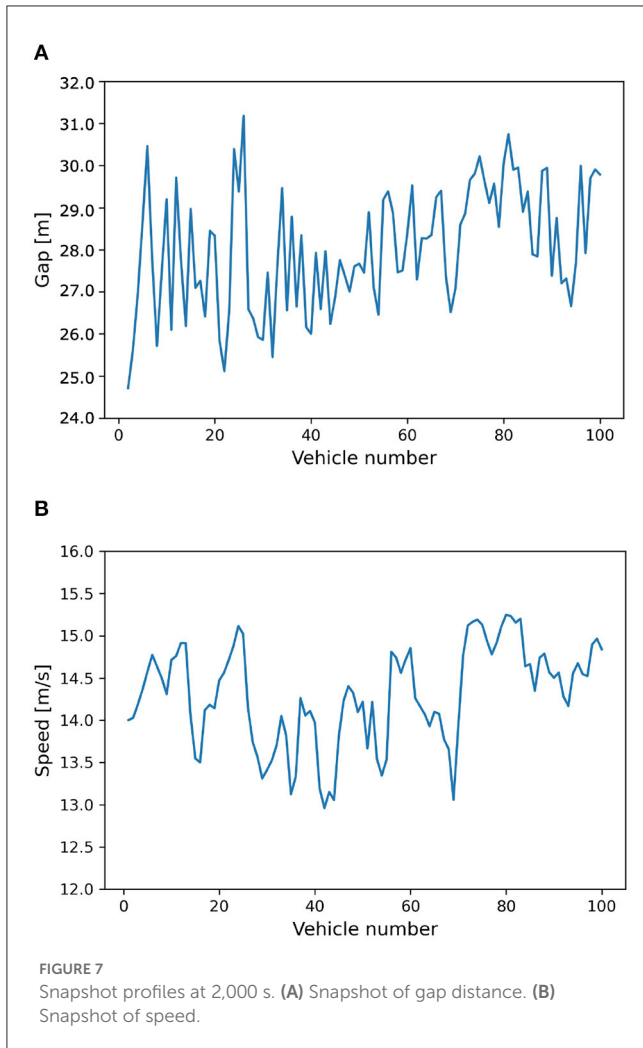 A
32.0
31.0
30.0
29.0
28.0
27.0
26.0
25.0
24.0
Gap [m]
0 20 40 60 80 100
Vehicle number
B
16.0
15.5
15.0
14.5
14.0
13.5
13.0
12.5
12.0
Speed [m/s]
0 20 40 60 80 100
Vehicle number
FIGURE 7
Snapshot profiles at 2,000 s. (A) Snapshot of gap distance. (B)
Snapshot of speed.